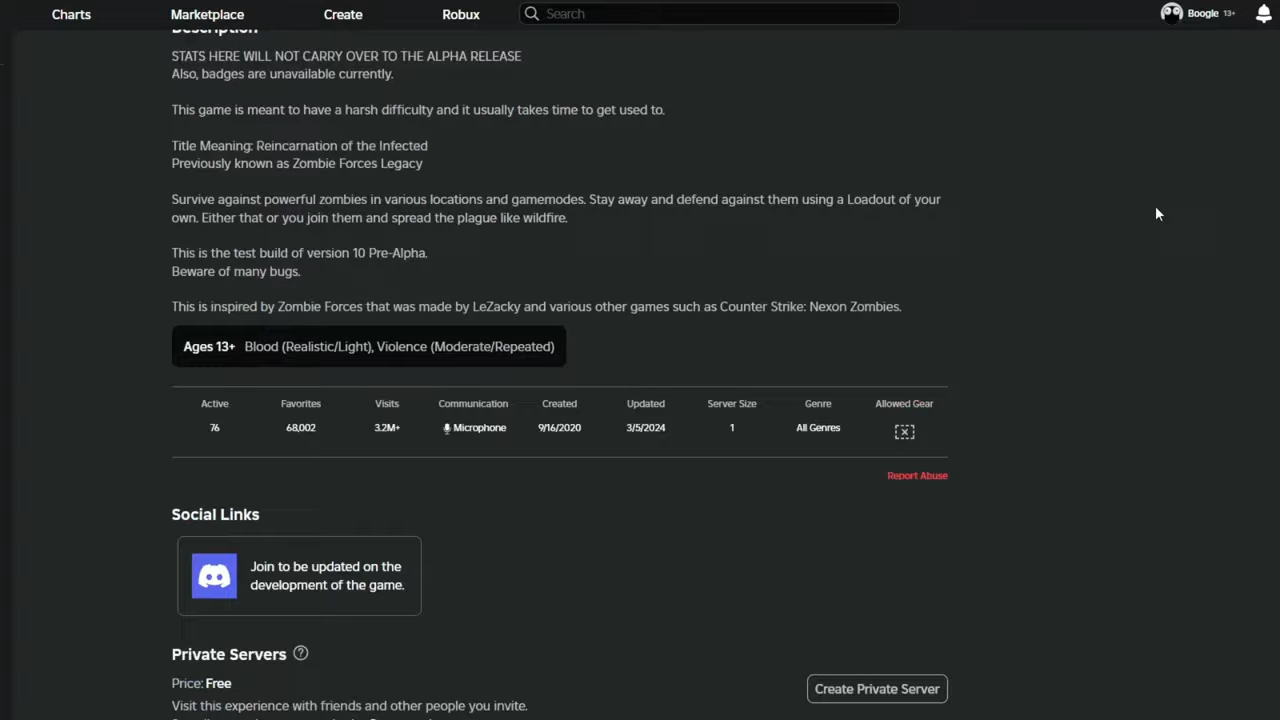 Charts
Marketplace
Create
Robux
Search
Boogle 13+
Description
STATS HERE WILL NOT CARRY OVER TO THE ALPHA RELEASE
Also, badges are unavailable currently.
This game is meant to have a harsh difficulty and it usually takes time to get used to.
Title Meaning: Reincarnation of the Infected
Previously known as Zombie Forces Legacy
Survive against powerful zombies in various locations and gamemodes. Stay away and defend against them using a Loadout of your
own. Either that or you join them and spread the plague like wildfire.
This is the test build of version 10 Pre-Alpha.
Beware of many bugs.
This is inspired by Zombie Forces that was made by LeZacky and various other games such as Counter Strike: Nexon Zombies.
Ages 13+ Blood (Realistic/Light), Violence (Moderate/Repeated)
Active Favorites Visits Communication Created Updated Server Size Genre Allowed Gear
76 68,002 3.2M+ Microphone 9/16/2020 3/5/2024 1 All Genres
Report Abuse
Social Links
Join to be updated on the
development of the game.
Private Servers
Price: Free
Create Private Server
Visit this experience with friends and other people you invite.